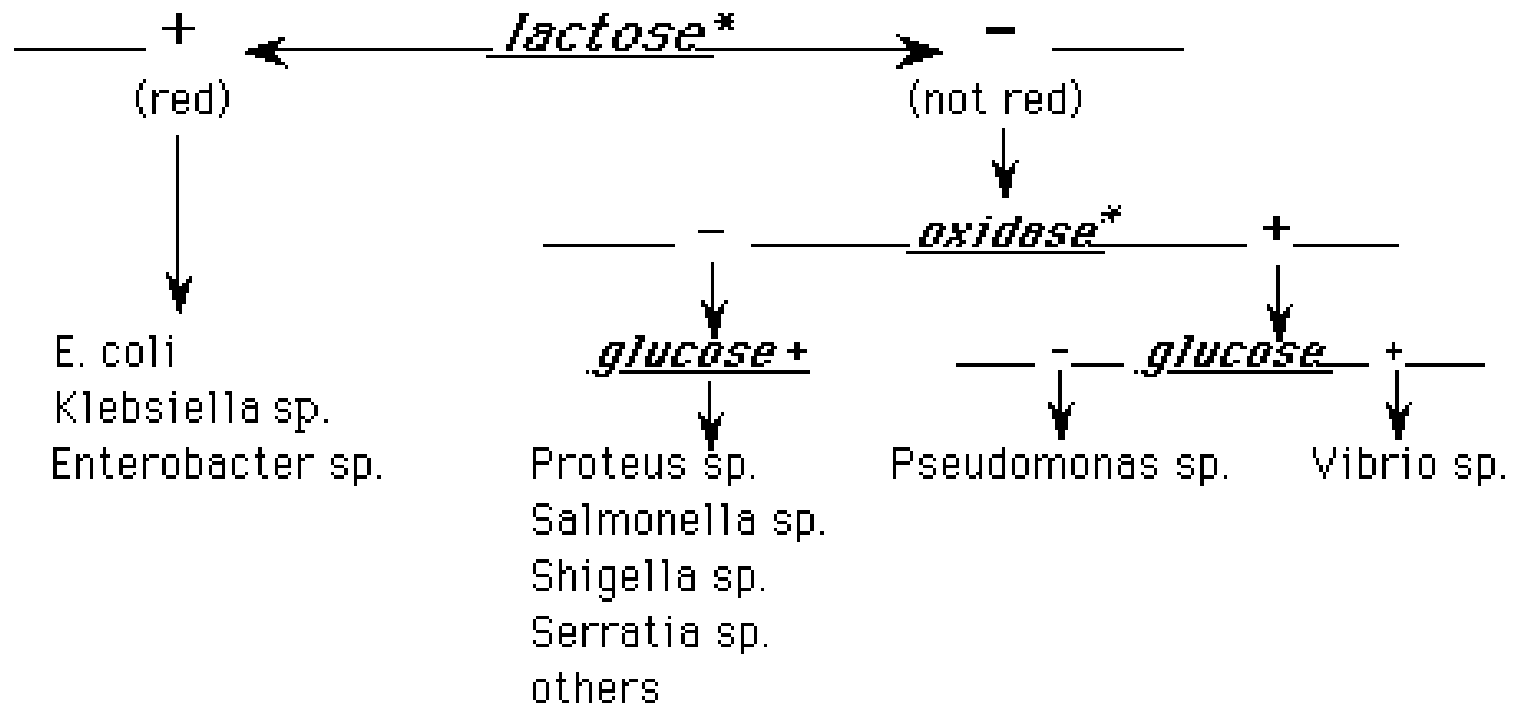 + lactose* –
(red) (not red)
– oxidase* +
glucose + – glucose +
E. coli
Klebsiella sp.
Enterobacter sp.
Proteus sp.
Salmonella sp.
Shigella sp.
Serratia sp.
others
Pseudomonas sp.
Vibrio sp.